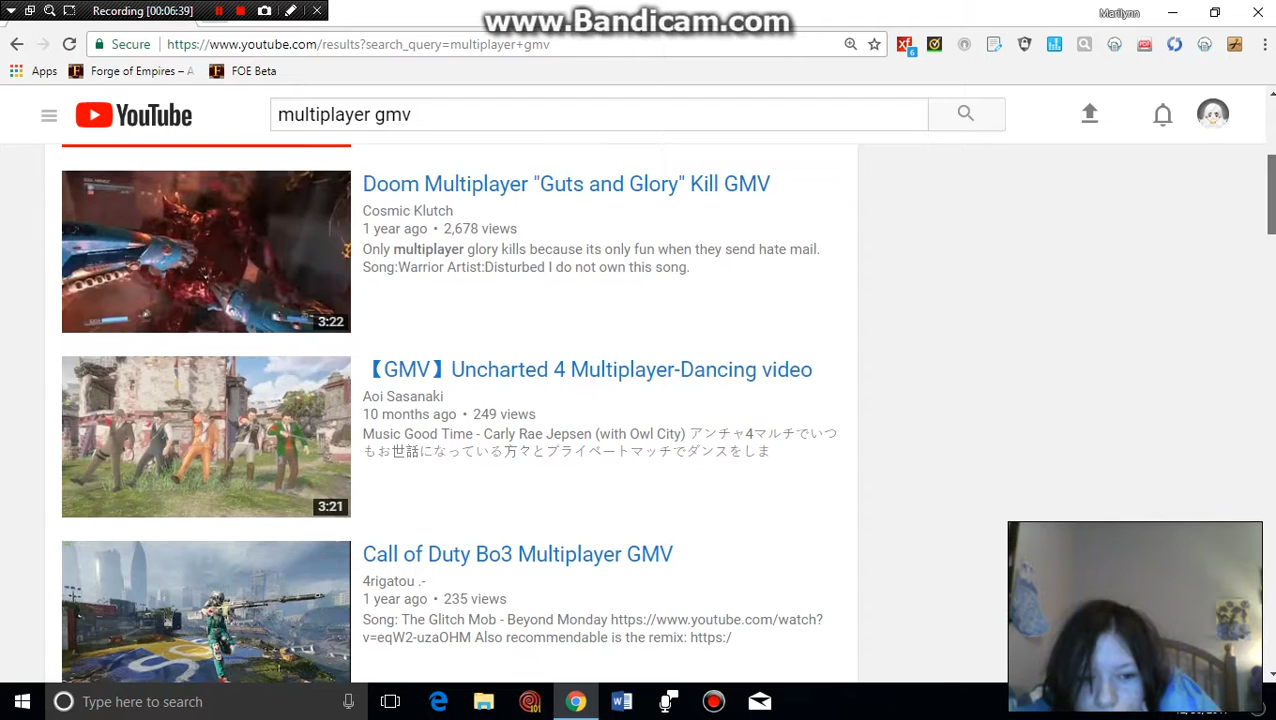 Recording [00:06:39]
www.Bandicam.com
Marilynn
Secure
https://www.youtube.com/results?search_query=multiplayer+gmv
6
Apps
Forge of Empires – A
FOE Beta
YouTube
multiplayer gmv
Doom Multiplayer "Guts and Glory" Kill GMV
Cosmic Klutch
1 year ago • 2,678 views
Only multiplayer glory kills because its only fun when they send hate mail.
Song:Warrior Artist:Disturbed I do not own this song.
3:22
【GMV】Uncharted 4 Multiplayer-Dancing video
Aoi Sasanaki
10 months ago • 249 views
Music Good Time - Carly Rae Jepsen (with Owl City) アンチャ4マルチでいつ
もお世話になっている方々とプライベートマッチでダンスをしま
3:21
Call of Duty Bo3 Multiplayer GMV
4rigatou .-
1 year ago • 235 views
Song: The Glitch Mob - Beyond Monday https://www.youtube.com/watch?
v=eqW2-uzaOHM Also recommendable is the remix: https:/
Type here to search